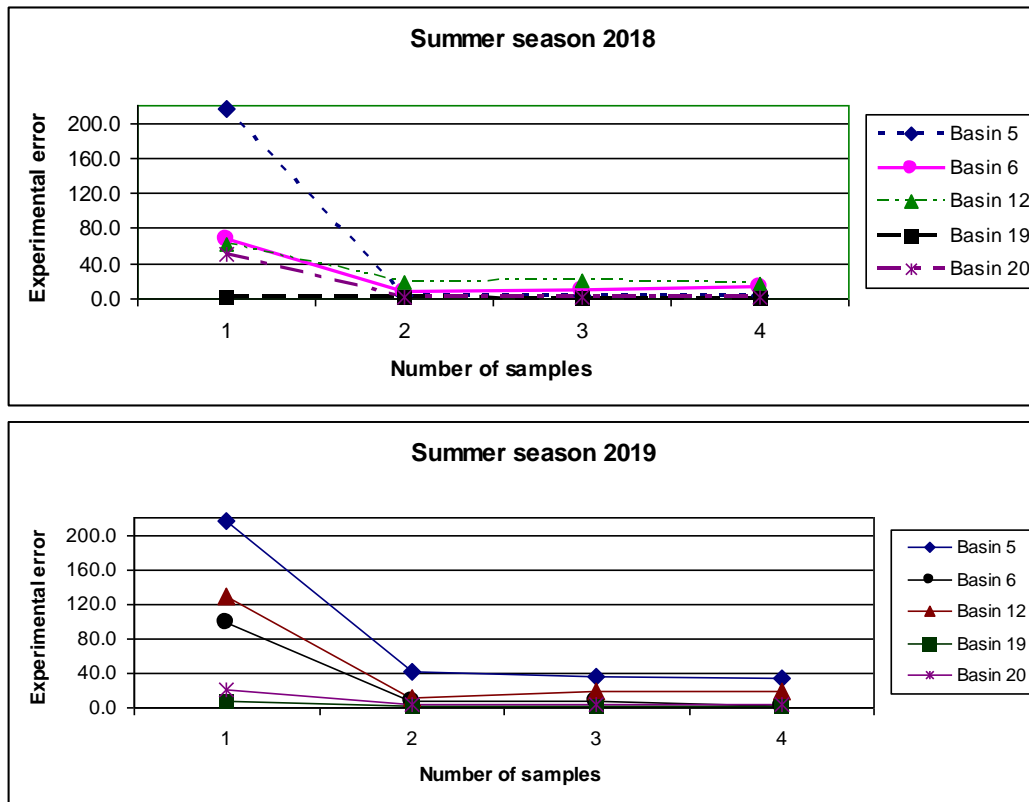 Summer season 2018
Experimental error
200.0
160.0
120.0
80.0
40.0
0.0
1 2 3 4
Number of samples
Basin 5
Basin 6
Basin 12
Basin 19
Basin 20
Summer season 2019
Experimental error
200.0
160.0
120.0
80.0
40.0
0.0
1 2 3 4
Number of samples
Basin 5
Basin 6
Basin 12
Basin 19
Basin 20